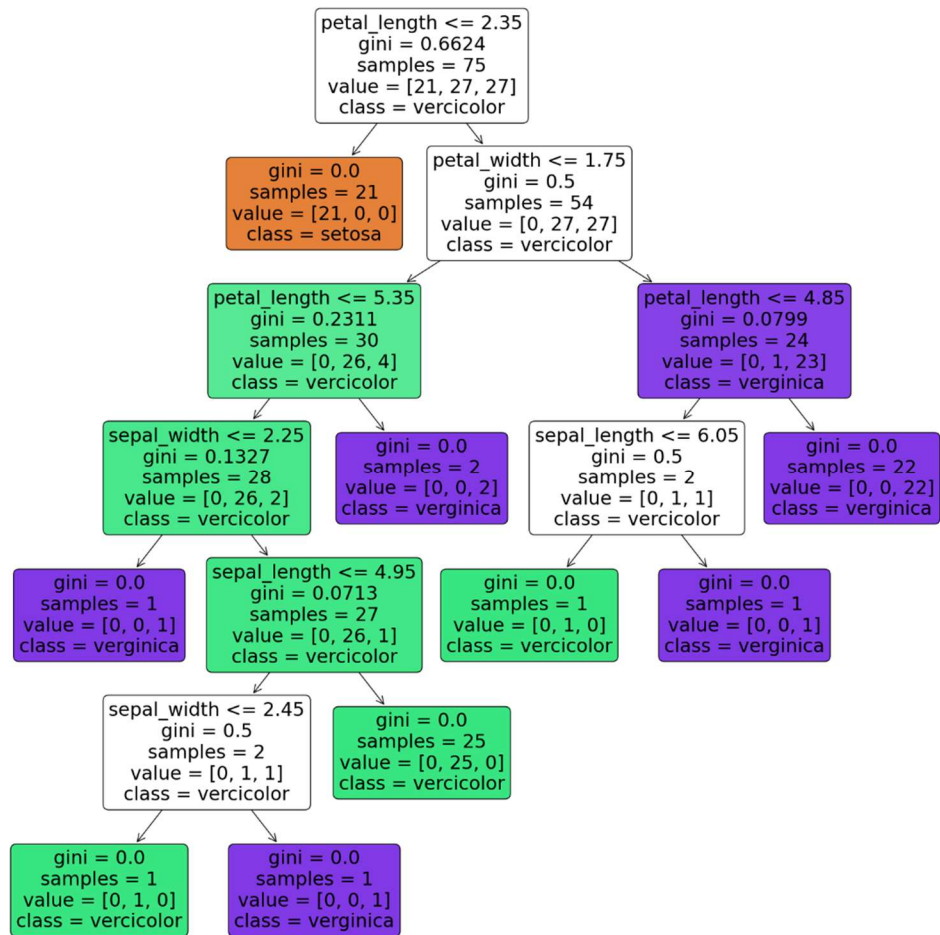 petal_length <= 2.35
gini = 0.6624
samples = 75
value = [21, 27, 27]
class = vercicolor
gini = 0.0
samples = 21
value = [21, 0, 0]
class = setosa
petal_width <= 1.75
gini = 0.5
samples = 54
value = [0, 27, 27]
class = vercicolor
petal_length <= 5.35
gini = 0.2311
samples = 30
value = [0, 26, 4]
class = vercicolor
petal_length <= 4.85
gini = 0.0799
samples = 24
value = [0, 1, 23]
class = verginica
sepal_width <= 2.25
gini = 0.1327
samples = 28
value = [0, 26, 2]
class = vercicolor
gini = 0.0
samples = 2
value = [0, 0, 2]
class = verginica
sepal_length <= 6.05
gini = 0.5
samples = 2
value = [0, 1, 1]
class = vercicolor
gini = 0.0
samples = 22
value = [0, 0, 22]
class = verginica
gini = 0.0
samples = 1
value = [0, 0, 1]
class = verginica
sepal_length <= 4.95
gini = 0.0713
samples = 27
value = [0, 26, 1]
class = vercicolor
gini = 0.0
samples = 1
value = [0, 1, 0]
class = vercicolor
gini = 0.0
samples = 1
value = [0, 0, 1]
class = verginica
sepal_width <= 2.45
gini = 0.5
samples = 2
value = [0, 1, 1]
class = vercicolor
gini = 0.0
samples = 25
value = [0, 25, 0]
class = vercicolor
gini = 0.0
samples = 1
value = [0, 1, 0]
class = vercicolor
gini = 0.0
samples = 1
value = [0, 0, 1]
class = verginica